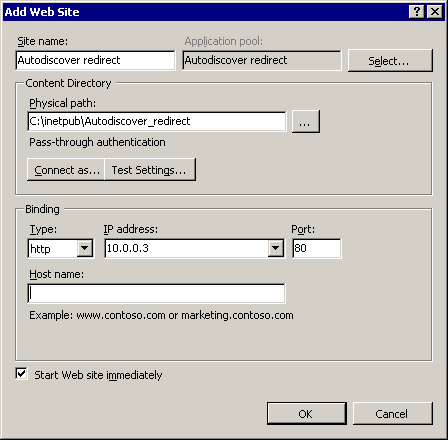 Add Web Site
Site name:
Application pool:
Autodiscover redirect
Autodiscover redirect
Select...
Content Directory
Physical path:
C:\inetpub\Autodiscover_redirect
...
Pass-through authentication
Connect as...
Test Settings...
Binding
Type:
IP address:
Port:
http
10.0.0.3
80
Host name:
Example: www.contoso.com or marketing.contoso.com
Start Web site immediately
OK
Cancel